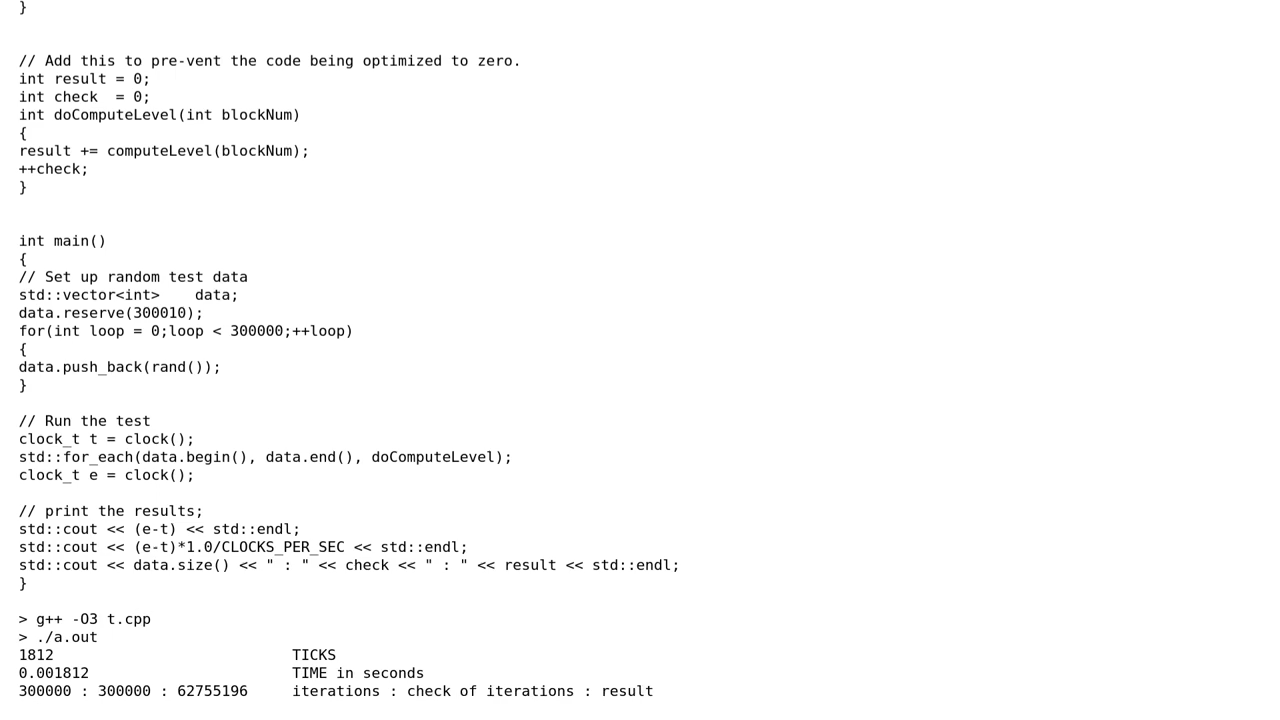 }
// Add this to pre-vent the code being optimized to zero.
int result = 0;
int check  = 0;
int doComputeLevel(int blockNum)
{
result += computeLevel(blockNum);
++check;
}
int main()
{
// Set up random test data
std::vector<int>    data;
data.reserve(300010);
for(int loop = 0;loop < 300000;++loop)
{
data.push_back(rand());
}
// Run the test
clock_t t = clock();
std::for_each(data.begin(), data.end(), doComputeLevel);
clock_t e = clock();
// print the results;
std::cout << (e-t) << std::endl;
std::cout << (e-t)*1.0/CLOCKS_PER_SEC << std::endl;
std::cout << data.size() << " : " << check << " : " << result << std::endl;
}
> g++ -O3 t.cpp
> ./a.out
1812                           TICKS
0.001812                       TIME in seconds
300000 : 300000 : 62755196     iterations : check of iterations : result